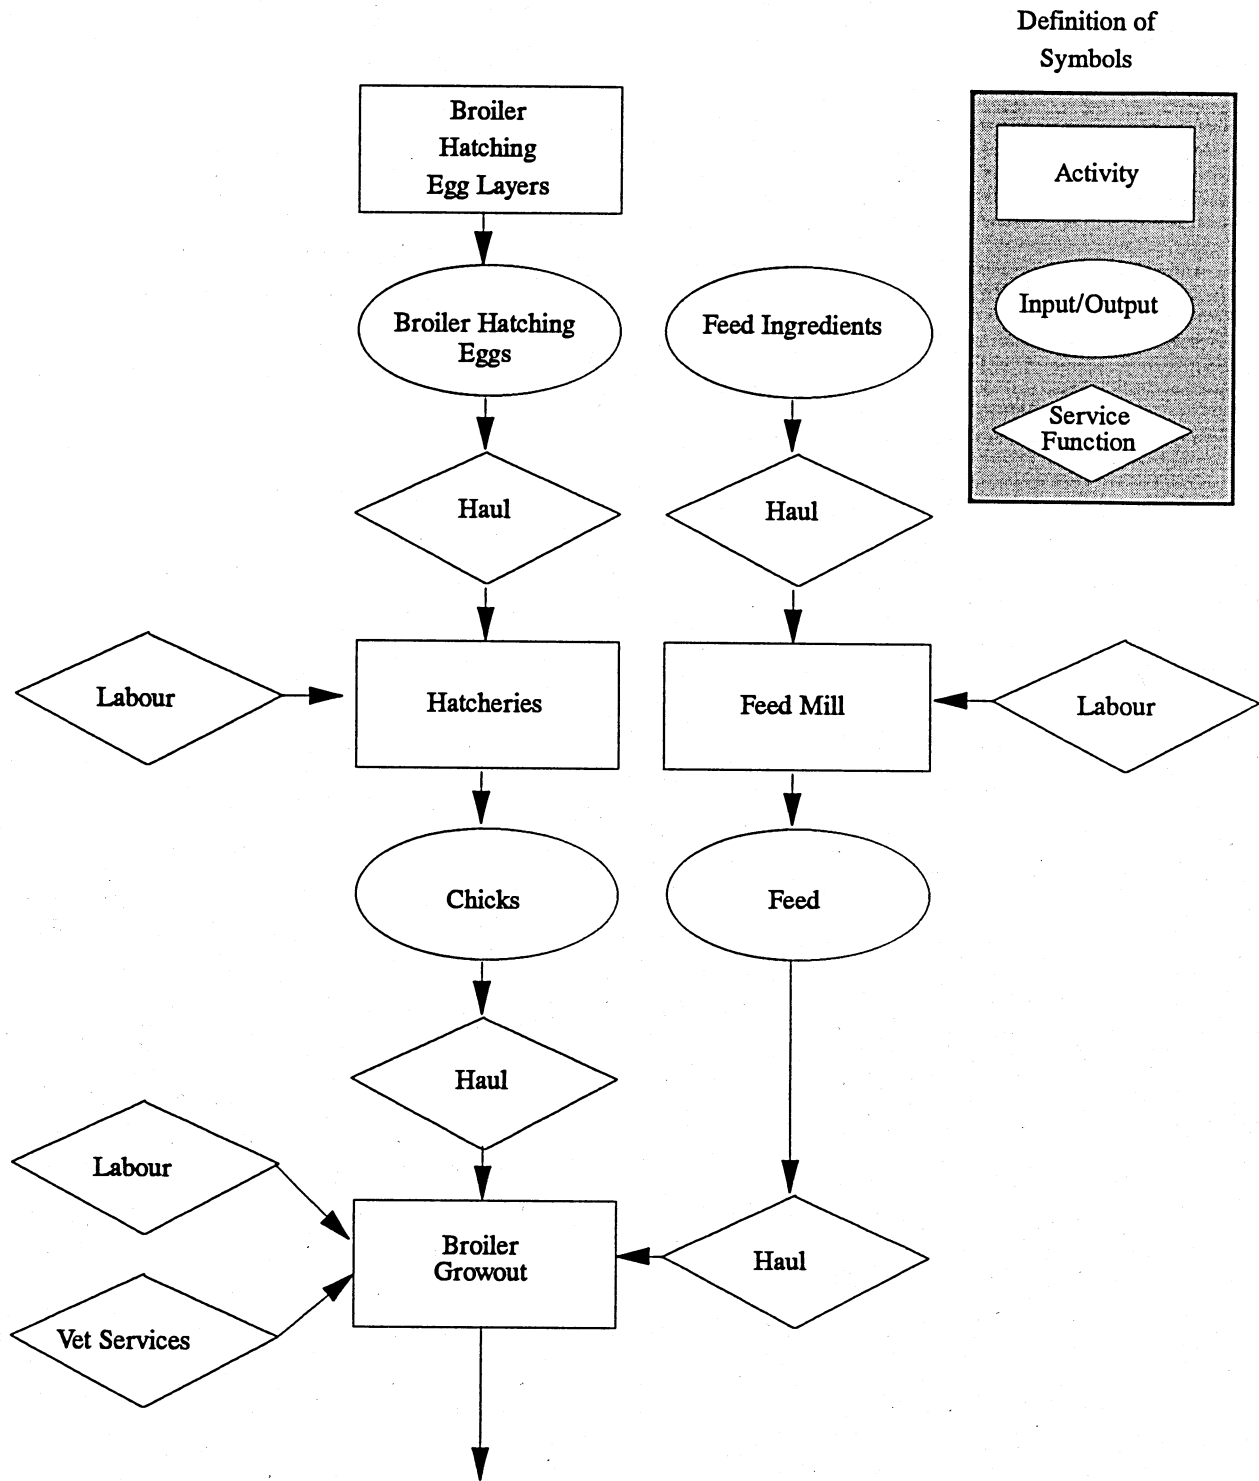 Definition of
Symbols
Broiler
Hatching
Egg Layers
Activity
Broiler Hatching
Eggs
Feed Ingredients
Input/Output
Service
Function
Haul
Haul
Labour
Hatcheries
Feed Mill
Labour
Chicks
Feed
Haul
Labour
Broiler
Growout
Haul
Vet Services